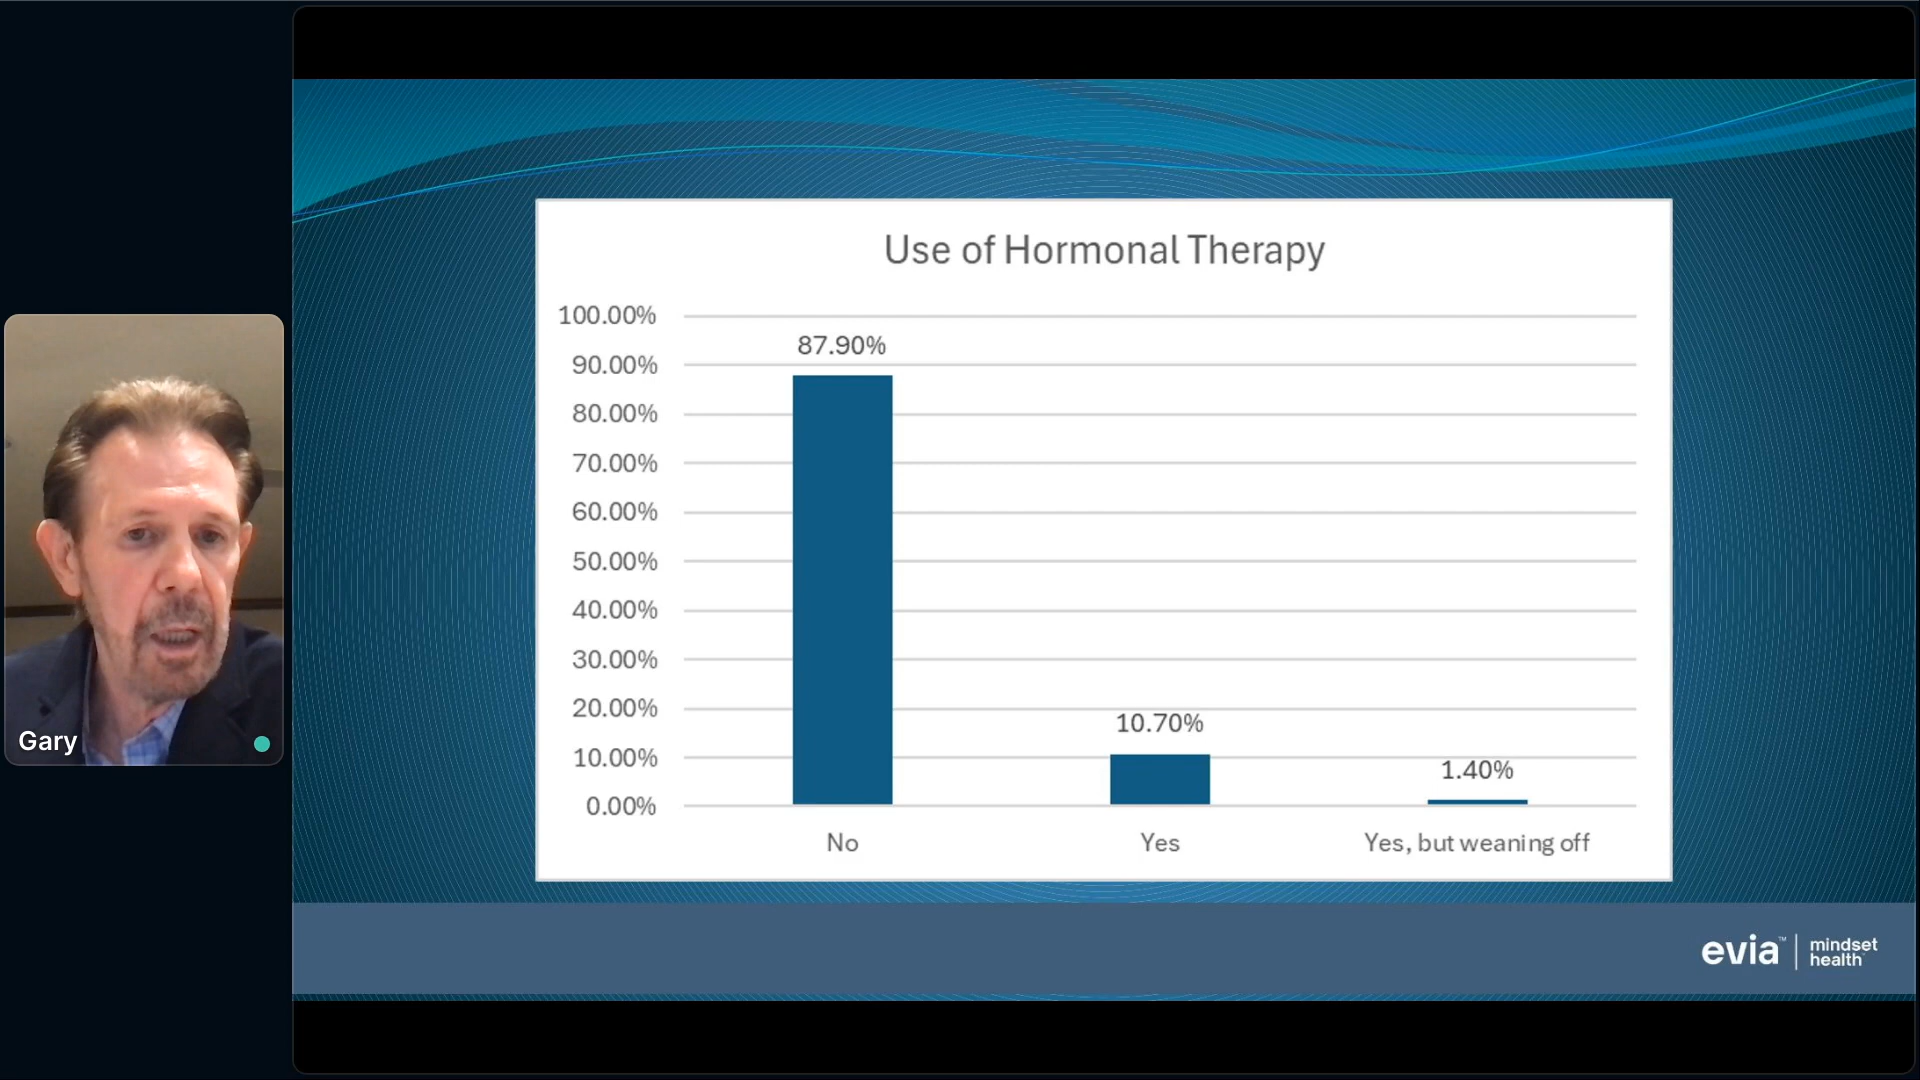 Use of Hormonal Therapy
100.00%
90.00%
80.00%
70.00%
60.00%
50.00%
40.00%
30.00%
20.00%
10.00%
0.00%
87.90%
10.70%
1.40%
No
Yes
Yes, but weaning off
Gary
evia™ | mindset
health